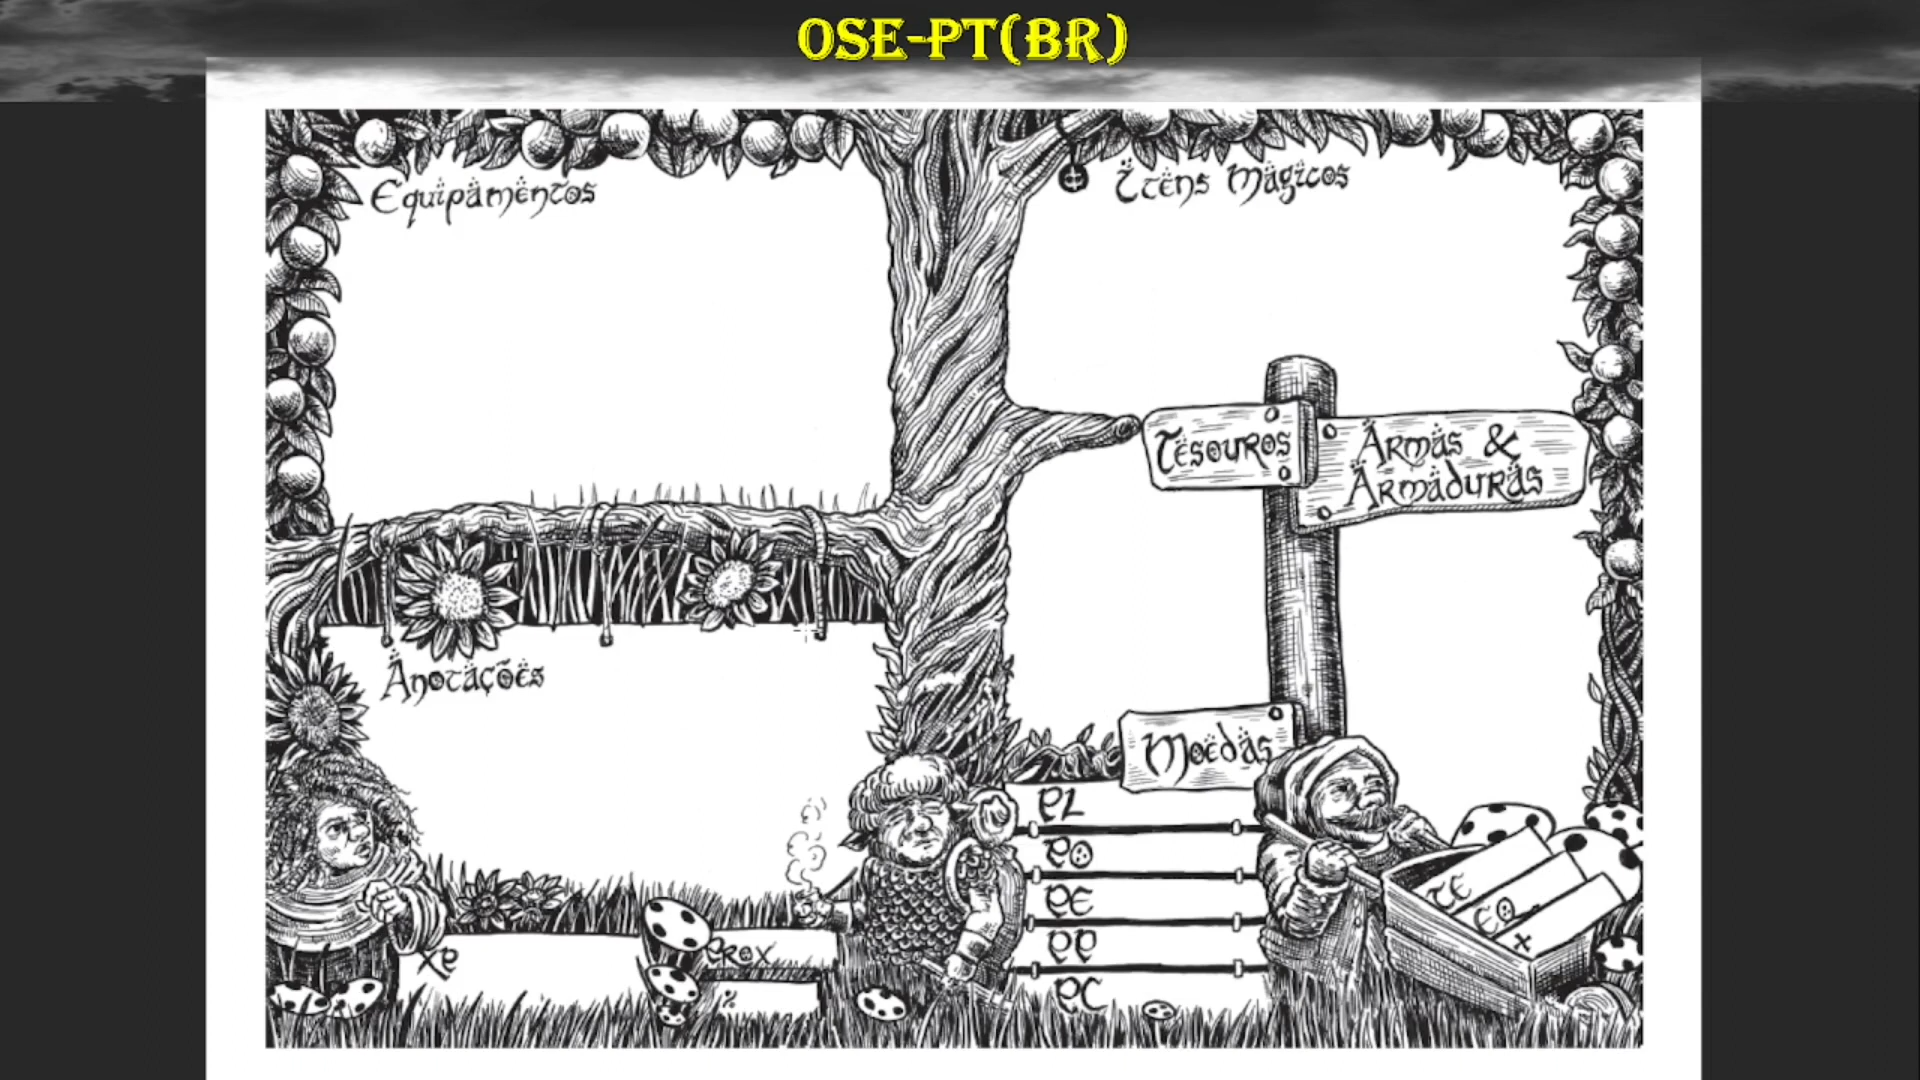 OSE-PT(BR)
Equipamentos
Itens Mágicos
Tesouros
Armas &
Armaduras
Anotações
Moedas
PL
PO
PE
PP
PC
TE
EO
X
XP
PROX
%